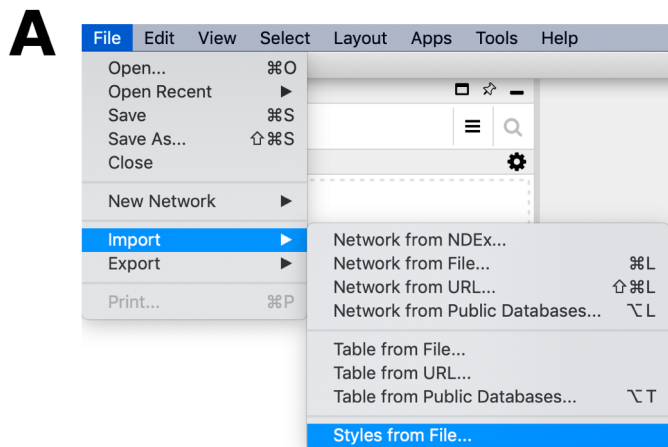 A
File Edit View Select Layout Apps Tools Help
Open... ⌘O
Open Recent ▶
Save ⌘S
Save As... ⇧⌘S
Close
New Network ▶
Import ▶
Export ▶
Print... ⌘P
Network from NDEx...
Network from File... ⌘L
Network from URL... ⇧⌘L
Network from Public Databases... ⌥L
Table from File...
Table from URL...
Table from Public Databases... ⌥T
Styles from File...